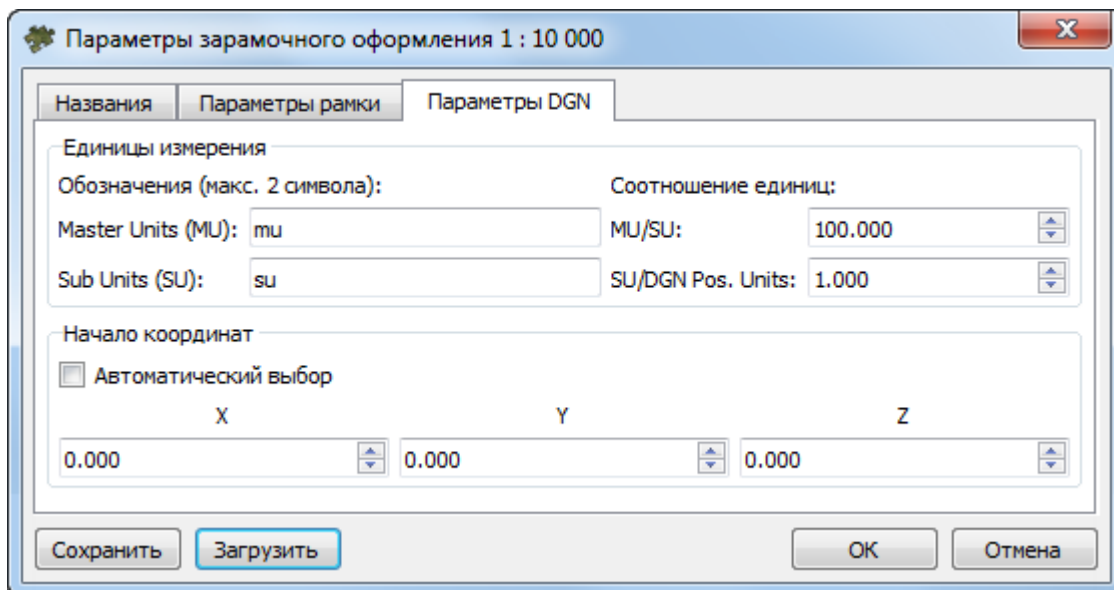 Параметры зарамочного оформления 1 : 10 000
Названия Параметры рамки Параметры DGN
Единицы измерения
Обозначения (макс. 2 символа): Соотношение единиц:
Master Units (MU): mu MU/SU: 100.000
Sub Units (SU): su SU/DGN Pos. Units: 1.000
Начало координат
Автоматический выбор
X Y Z
0.000 0.000 0.000
Сохранить Загрузить OK Отмена